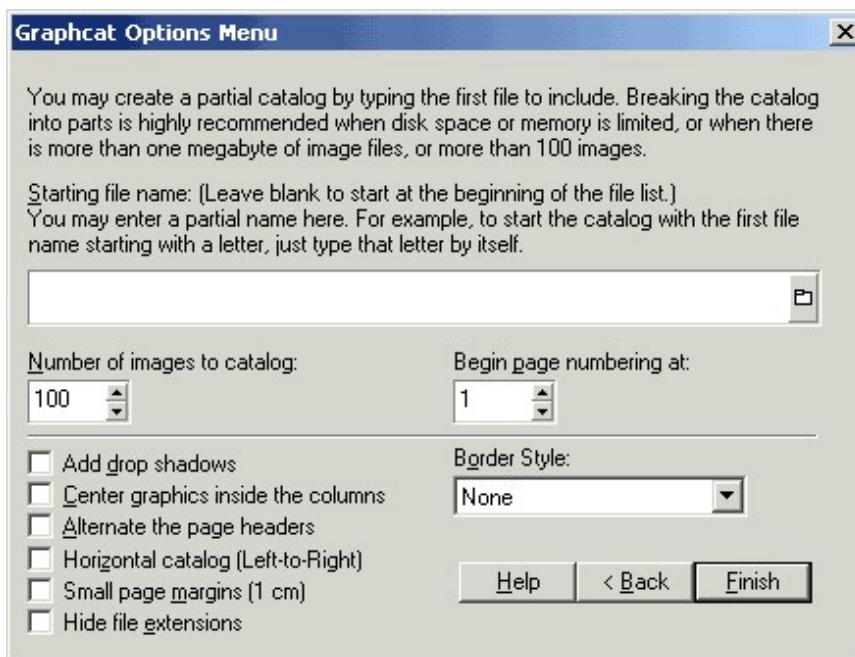 Graphcat Options Menu
You may create a partial catalog by typing the first file to include. Breaking the catalog
into parts is highly recommended when disk space or memory is limited, or when there
is more than one megabyte of image files, or more than 100 images.
Starting file name: (Leave blank to start at the beginning of the file list.)
You may enter a partial name here. For example, to start the catalog with the first file
name starting with a letter, just type that letter by itself.
Number of images to catalog:
Begin page numbering at:
100
1
Add drop shadows
Center graphics inside the columns
Alternate the page headers
Horizontal catalog (Left-to-Right)
Small page margins (1 cm)
Hide file extensions
Border Style:
None
Help
< Back
Finish